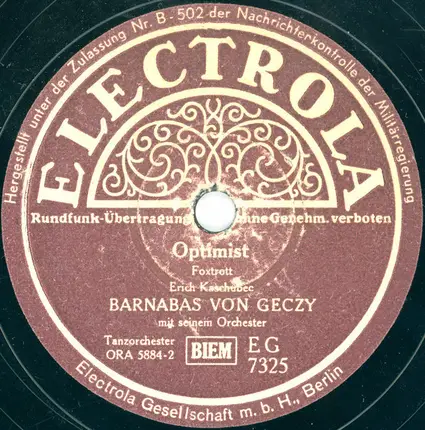 Hergestellt unter der Zulassung Nr. B-502 der Nachrichtenkontrolle der Militärregierung
ELECTROLA
Rundfunk-Übertragung ohne Genehm. verboten
Optimist
Foxtrott
Erich Kaschubec
BARNABAS VON GECZY
mit seinem Orchester
Tanzorchester
ORA 5884-2
BIEM
EG
7325
Electrola Gesellschaft m. b. H., Berlin